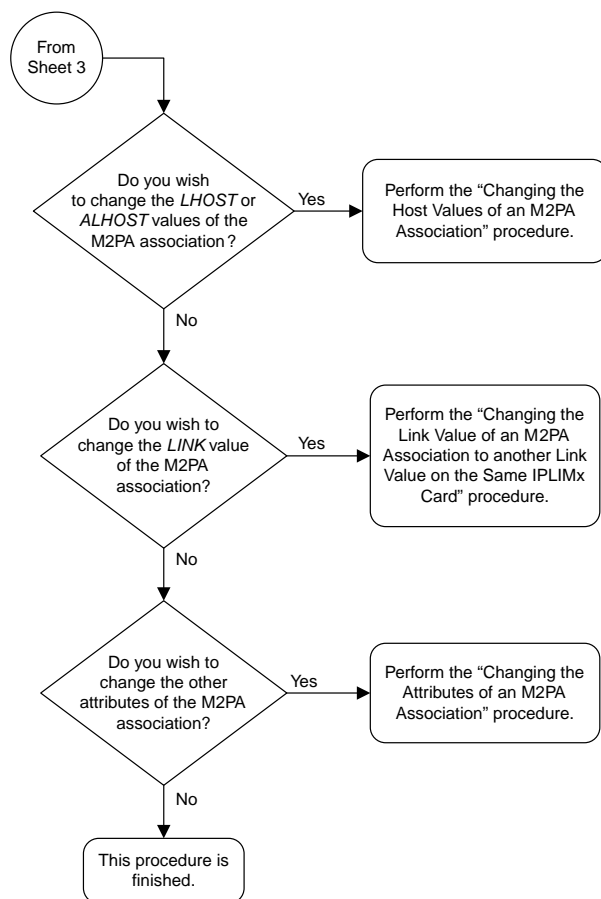 From
Sheet 3
Do you wish
to change the LHOST or
ALHOST values of the
M2PA association?
Yes
Perform the “Changing the
Host Values of an M2PA
Association” procedure.
No
Do you wish to
change the LINK value
of the M2PA
association?
Yes
Perform the “Changing the
Link Value of an M2PA
Association to another Link
Value on the Same IPLIMx
Card” procedure.
No
Do you wish to
change the other
attributes of the M2PA
association?
Yes
Perform the “Changing the
Attributes of an M2PA
Association” procedure.
No
This procedure is
finished.